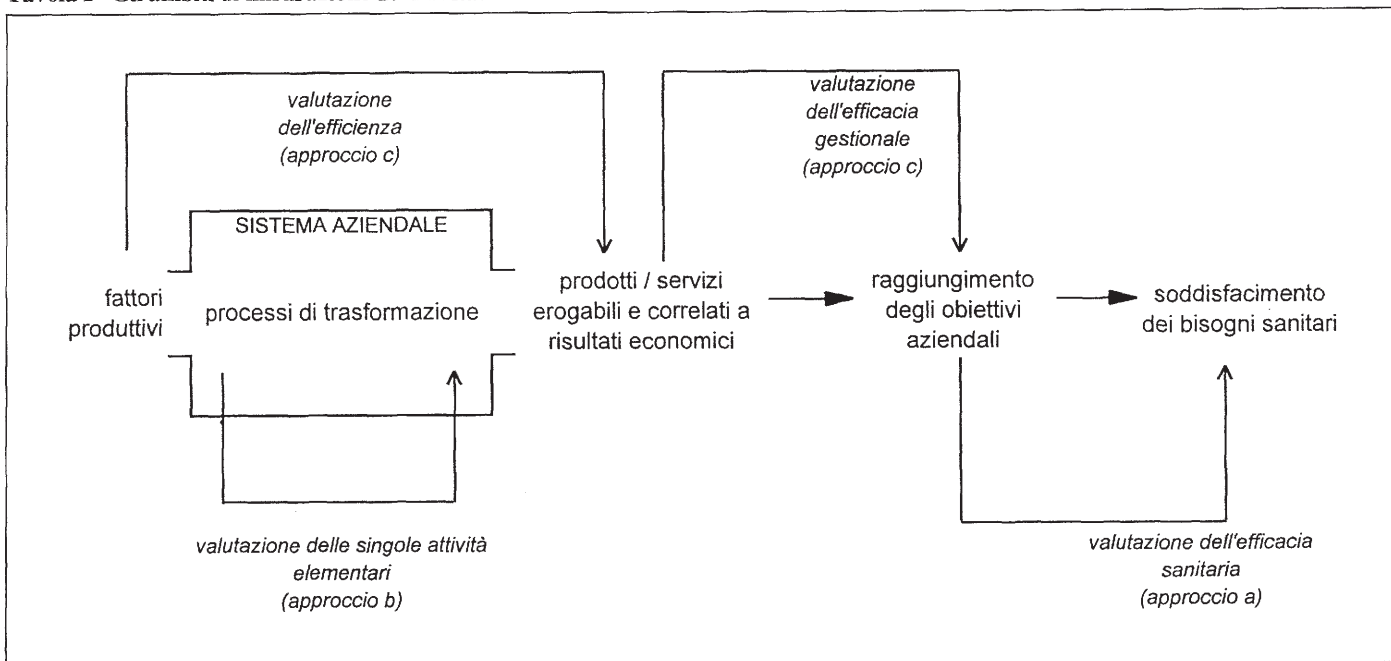 valutazione
dell'efficienza
(approccio c)
valutazione
dell'efficacia
gestionale
(approccio c)
SISTEMA AZIENDALE
fattori
produttivi
processi di trasformazione
prodotti / servizi
erogabili e correlati a
risultati economici
raggiungimento
degli obiettivi
aziendali
soddisfacimento
dei bisogni sanitari
valutazione delle singole attività
elementari
(approccio b)
valutazione dell'efficacia
sanitaria
(approccio a)